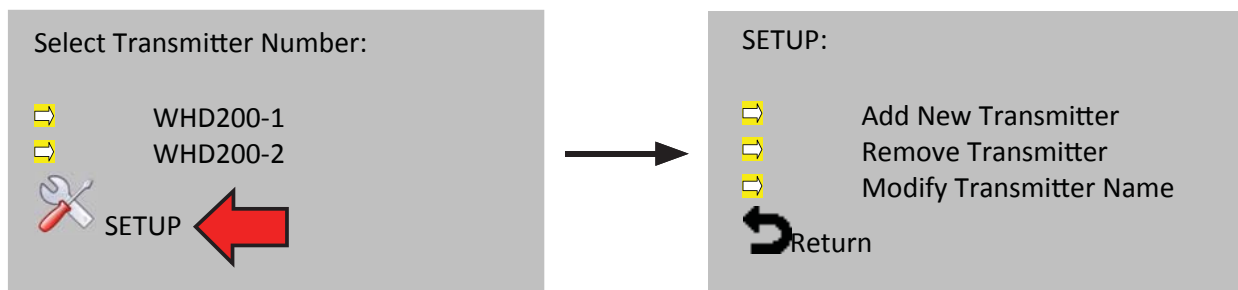 Select Transmitter Number:
WHD200-1
WHD200-2
SETUP
SETUP:
Add New Transmitter
Remove Transmitter
Modify Transmitter Name
Return